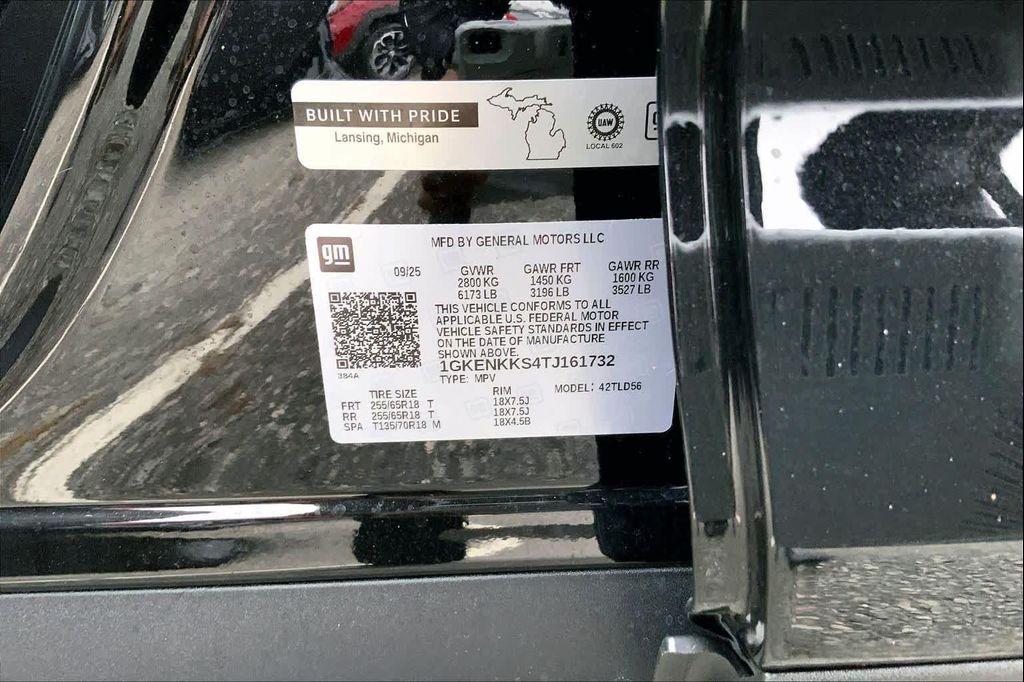 BUILT WITH PRIDE
Lansing, Michigan
UAW
LOCAL 602
gm
MFD BY GENERAL MOTORS LLC
09/25 GVWR GAWR FRT GAWR RR
2800 KG 1450 KG 1600 KG
6173 LB 3196 LB 3527 LB
THIS VEHICLE CONFORMS TO ALL
APPLICABLE U.S. FEDERAL MOTOR
VEHICLE SAFETY STANDARDS IN EFFECT
ON THE DATE OF MANUFACTURE
SHOWN ABOVE.
1GKENKKS4TJ161732
384A
TYPE: MPV MODEL: 42TLD56
TIRE SIZE RIM
FRT 255/65R18 T 18X7.5J
RR 255/65R18 T 18X7.5J
SPA T135/70R18 M 18X4.5B